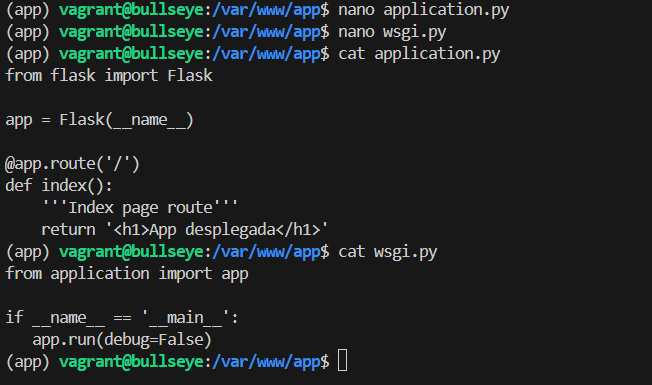 (app) vagrant@bullseye:/var/www/app$ nano application.py
(app) vagrant@bullseye:/var/www/app$ nano wsgi.py
(app) vagrant@bullseye:/var/www/app$ cat application.py
from flask import Flask

app = Flask(__name__)

@app.route('/')
def index():
    '''Index page route'''
    return '<h1>App desplegada</h1>'
(app) vagrant@bullseye:/var/www/app$ cat wsgi.py
from application import app

if __name__ == '__main__':
   app.run(debug=False)
(app) vagrant@bullseye:/var/www/app$